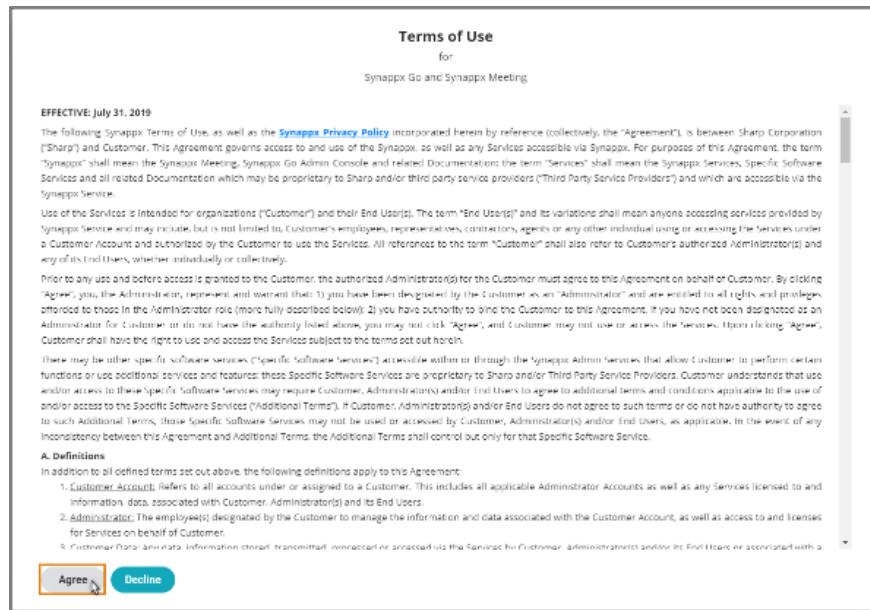 Terms of Use
for
Synappx Go and Synappx Meeting
EFFECTIVE: July 31, 2019
The following Synappx Terms of Use, as well as the Synappx Privacy Policy incorporated herein by reference (collectively, the "Agreement"), is between Sharp Corporation
("Sharp") and Customer. This Agreement governs access to and use of the Synappx, as well as any Services accessible via Synappx. For purposes of this Agreement, the term
"Synappx" shall mean the Synappx Meeting, Synappx Go Admin Console and related Documentation; the term "Services" shall mean the Synappx Services, Specific Software
Services and all related Documentation which may be proprietary to Sharp and/or third party service providers ("Third Party Service Providers") and which are accessible via the
Synappx Service.
Use of the Services is intended for organizations ("Customer") and their End User(s). The term "End User(s)" and its variations shall mean anyone accessing services provided by
Synappx Service and may include, but is not limited to, Customer's employees, representatives, contractors, agents or any other individual using or accessing the Services under
a Customer Account and authorized by the Customer to use the Services. All references to the term "Customer" shall also refer to Customer's authorized Administrator(s) and
any of its End Users, whether individually or collectively.
Prior to any use and before access is granted to the Customer, the authorized Administrator(s) for the Customer must agree to this Agreement on behalf of Customer. By clicking
"Agree", you, the Administrator, represent and warrant that: 1) you have been designated by the Customer as an "Administrator" and are entitled to all rights and privileges
afforded to those in the Administrator role (more fully described below); 2) you have authority to bind the Customer to this Agreement. If you have not been designated as an
Administrator for Customer or do not have the authority listed above, you may not click "Agree", and Customer may not use or access the Services. Upon clicking "Agree",
Customer shall have the right to use and access the Services subject to the terms set out herein.
There may be other specific software services ("Specific Software Services") accessible within or through the Synappx Admin Services that allow Customer to perform certain
functions or use additional services and features; these Specific Software Services are proprietary to Sharp and/or Third Party Service Providers. Customer understands that use
and/or access to these Specific Software Services may require Customer, Administrator(s) and/or End Users to agree to additional terms and conditions applicable to the use of
and/or access to the Specific Software Services ("Additional Terms"). If Customer, Administrator(s) and/or End Users do not agree to such terms or do not have authority to agree
to such Additional Terms, those Specific Software Services may not be used or accessed by Customer, Administrator(s) and/or End Users, as applicable. In the event of any
inconsistency between this Agreement and Additional Terms, the Additional Terms shall control but only for that Specific Software Service.
A. Definitions
In addition to all defined terms set out above, the following definitions apply to this Agreement:
1. Customer Account: Refers to all accounts under or assigned to a Customer. This includes all applicable Administrator Accounts as well as any Services licensed to and
information, data, associated with Customer, Administrator(s) and its End Users.
2. Administrator: The employee(s) designated by the Customer to manage the information and data associated with the Customer Account, as well as access to and licenses
for Services on behalf of Customer.
3. Customer Data: Any data, information stored, transmitted, processed or accessed via the Services by Customer, Administrator(s) and/or its End Users or associated with a
Agree
Decline